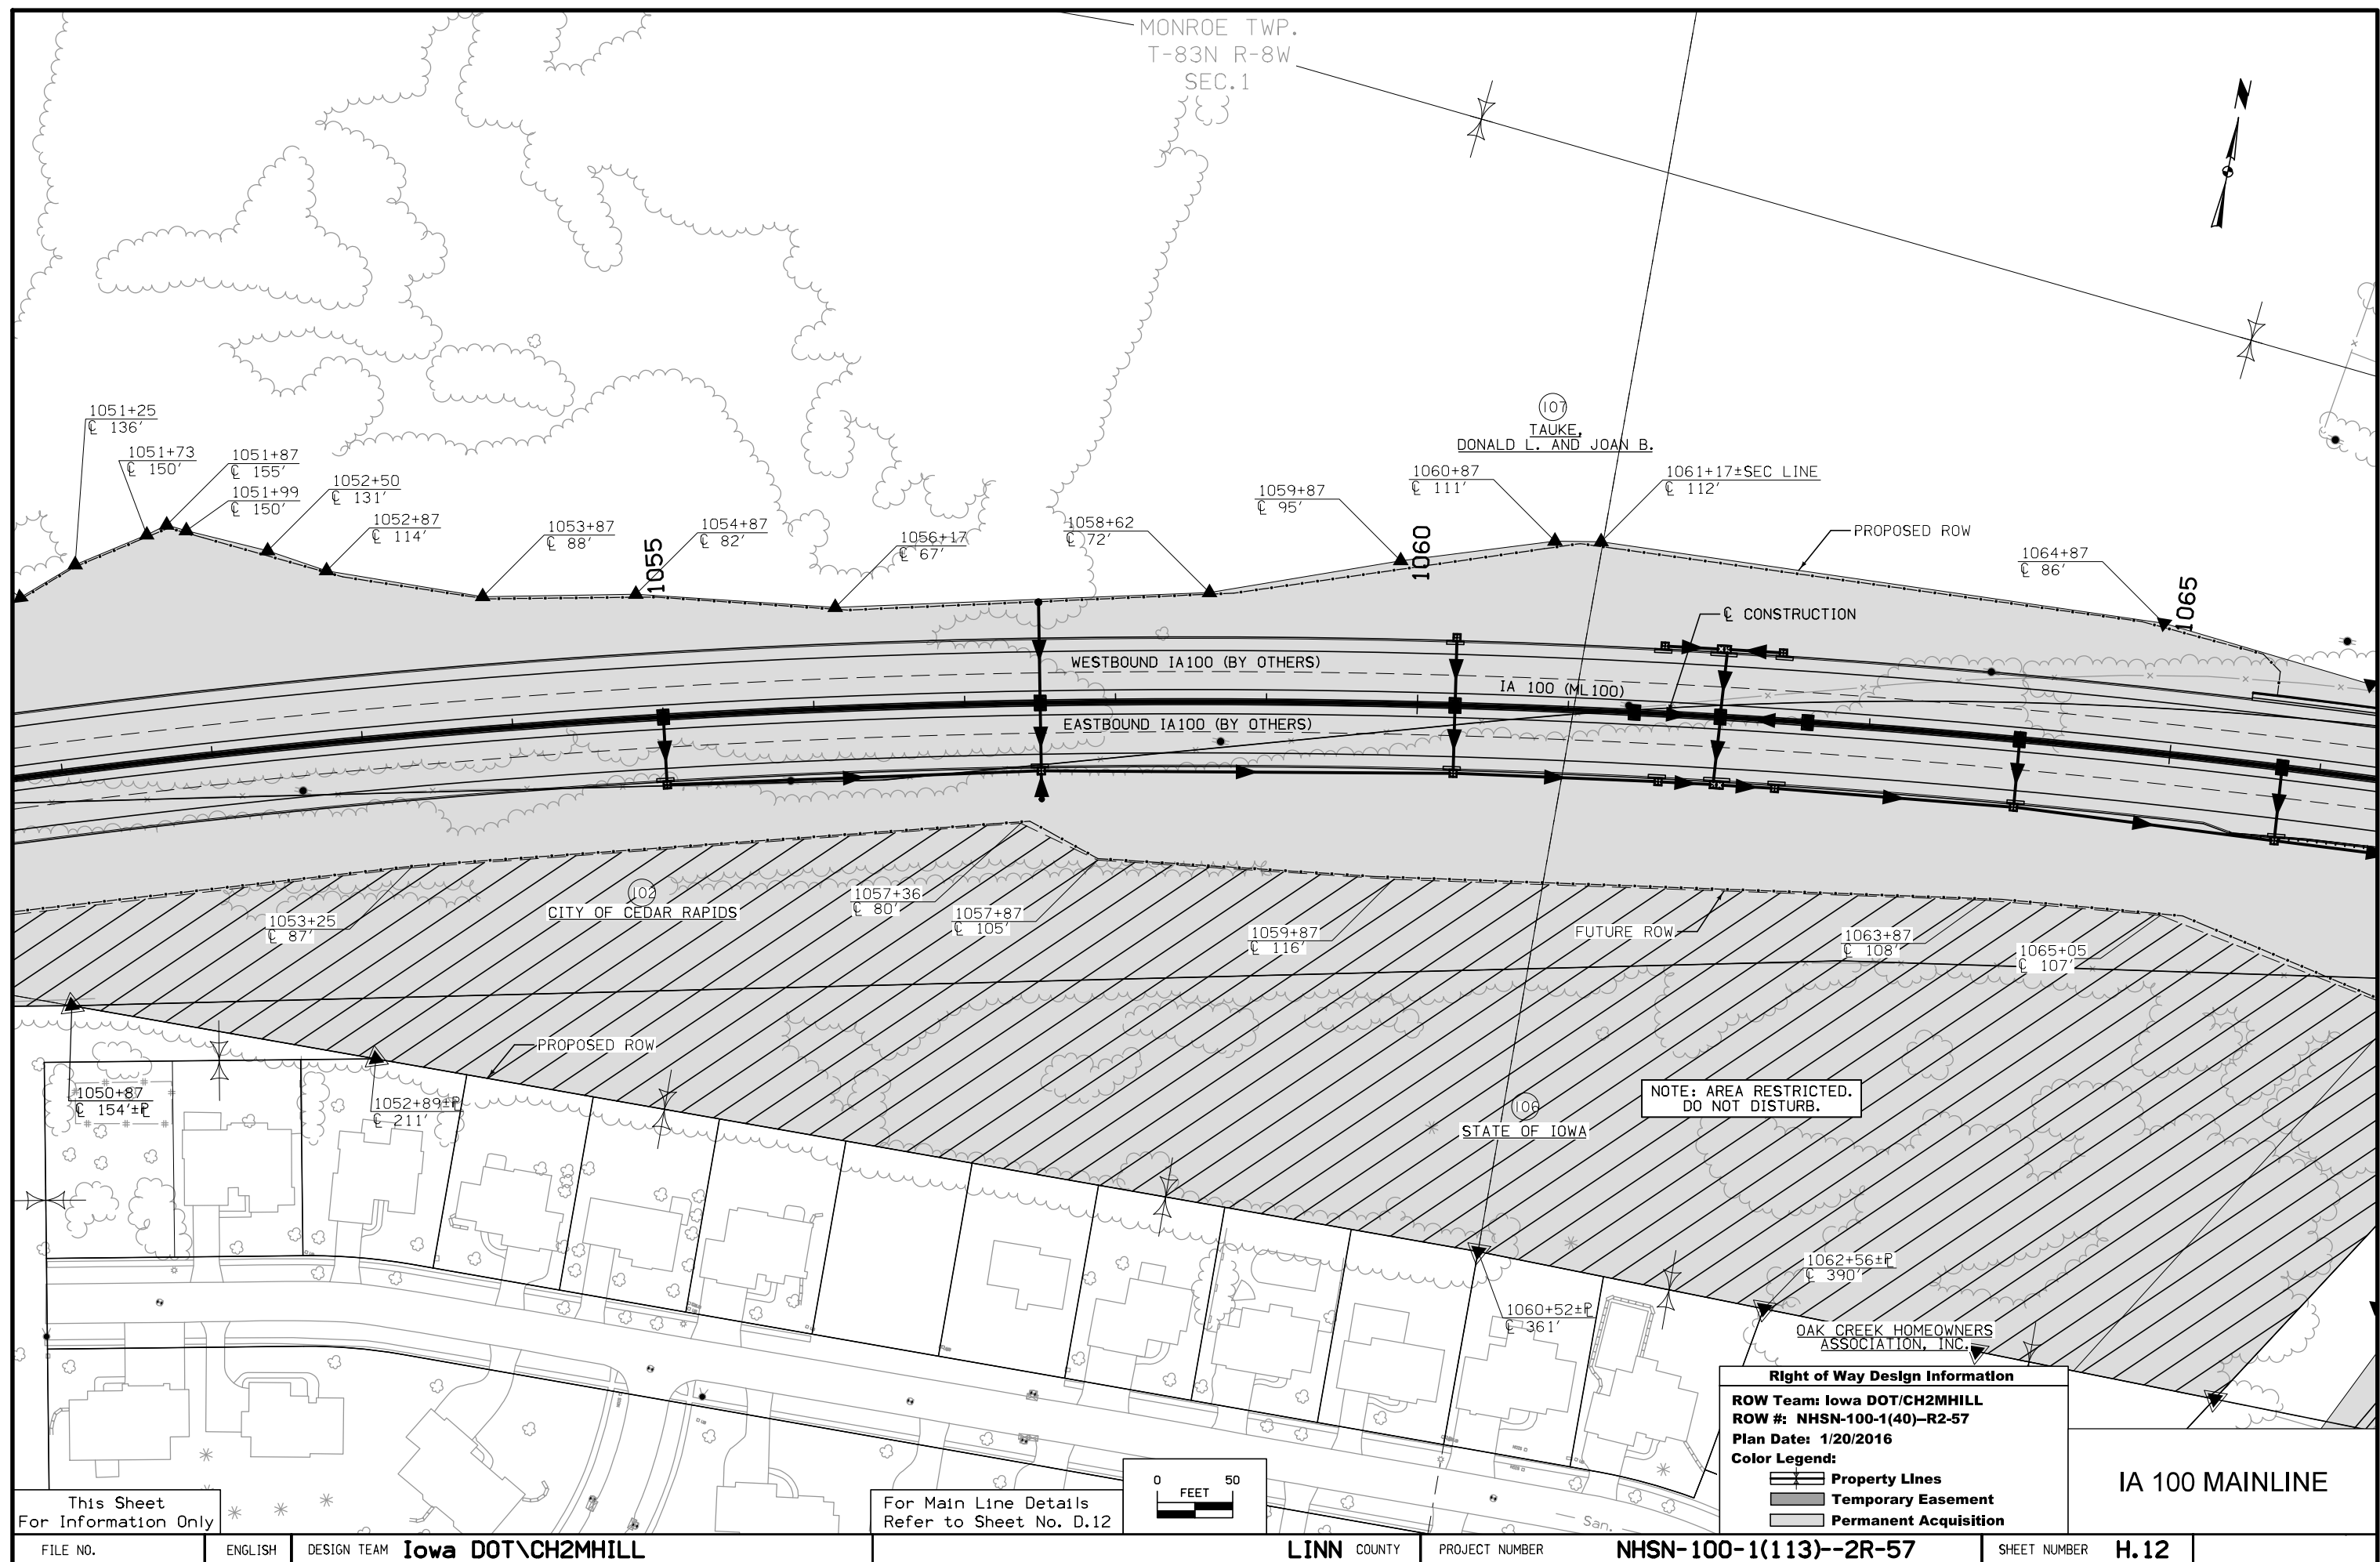 MONROE TWP.
T-83N R-8W
SEC.1
N
1051+25
℄ 136'
1051+73
℄ 150'
1051+87
℄ 155'
1051+99
℄ 150'
1052+50
℄ 131'
1052+87
℄ 114'
1053+87
℄ 88'
1055
1054+87
℄ 82'
1056+17
℄ 67'
1058+62
℄ 72'
1059+87
℄ 95'
1060
1060+87
℄ 111'
107
TAUKE,
DONALD L. AND JOAN B.
1061+17±SEC LINE
℄ 112'
PROPOSED ROW
1064+87
℄ 86'
1065
℄ CONSTRUCTION
WESTBOUND IA100 (BY OTHERS)
IA 100 (ML100)
EASTBOUND IA100 (BY OTHERS)
1053+25
℄ 87'
102
CITY OF CEDAR RAPIDS
1057+36
℄ 80'
1057+87
℄ 105'
1059+87
℄ 116'
FUTURE ROW
1063+87
℄ 108'
1065+05
℄ 107'
PROPOSED ROW
1050+87
℄ 154'±℄
1052+89±℄
℄ 211'
106
STATE OF IOWA
NOTE: AREA RESTRICTED.
DO NOT DISTURB.
1060+52±℄
℄ 361'
1062+56±℄
℄ 390'
OAK CREEK HOMEOWNERS
ASSOCIATION, INC.
San.
Right of Way Design Information
ROW Team: Iowa DOT/CH2MHILL
ROW #: NHSN-100-1(40)--R2-57
Plan Date: 1/20/2016
Color Legend:
Property Lines
Temporary Easement
Permanent Acquisition
IA 100 MAINLINE
This Sheet
For Information Only
For Main Line Details
Refer to Sheet No. D.12
0 50
FEET
FILE NO. ENGLISH DESIGN TEAM Iowa DOT\CH2MHILL LINN COUNTY PROJECT NUMBER NHSN-100-1(113)--2R-57 SHEET NUMBER H.12